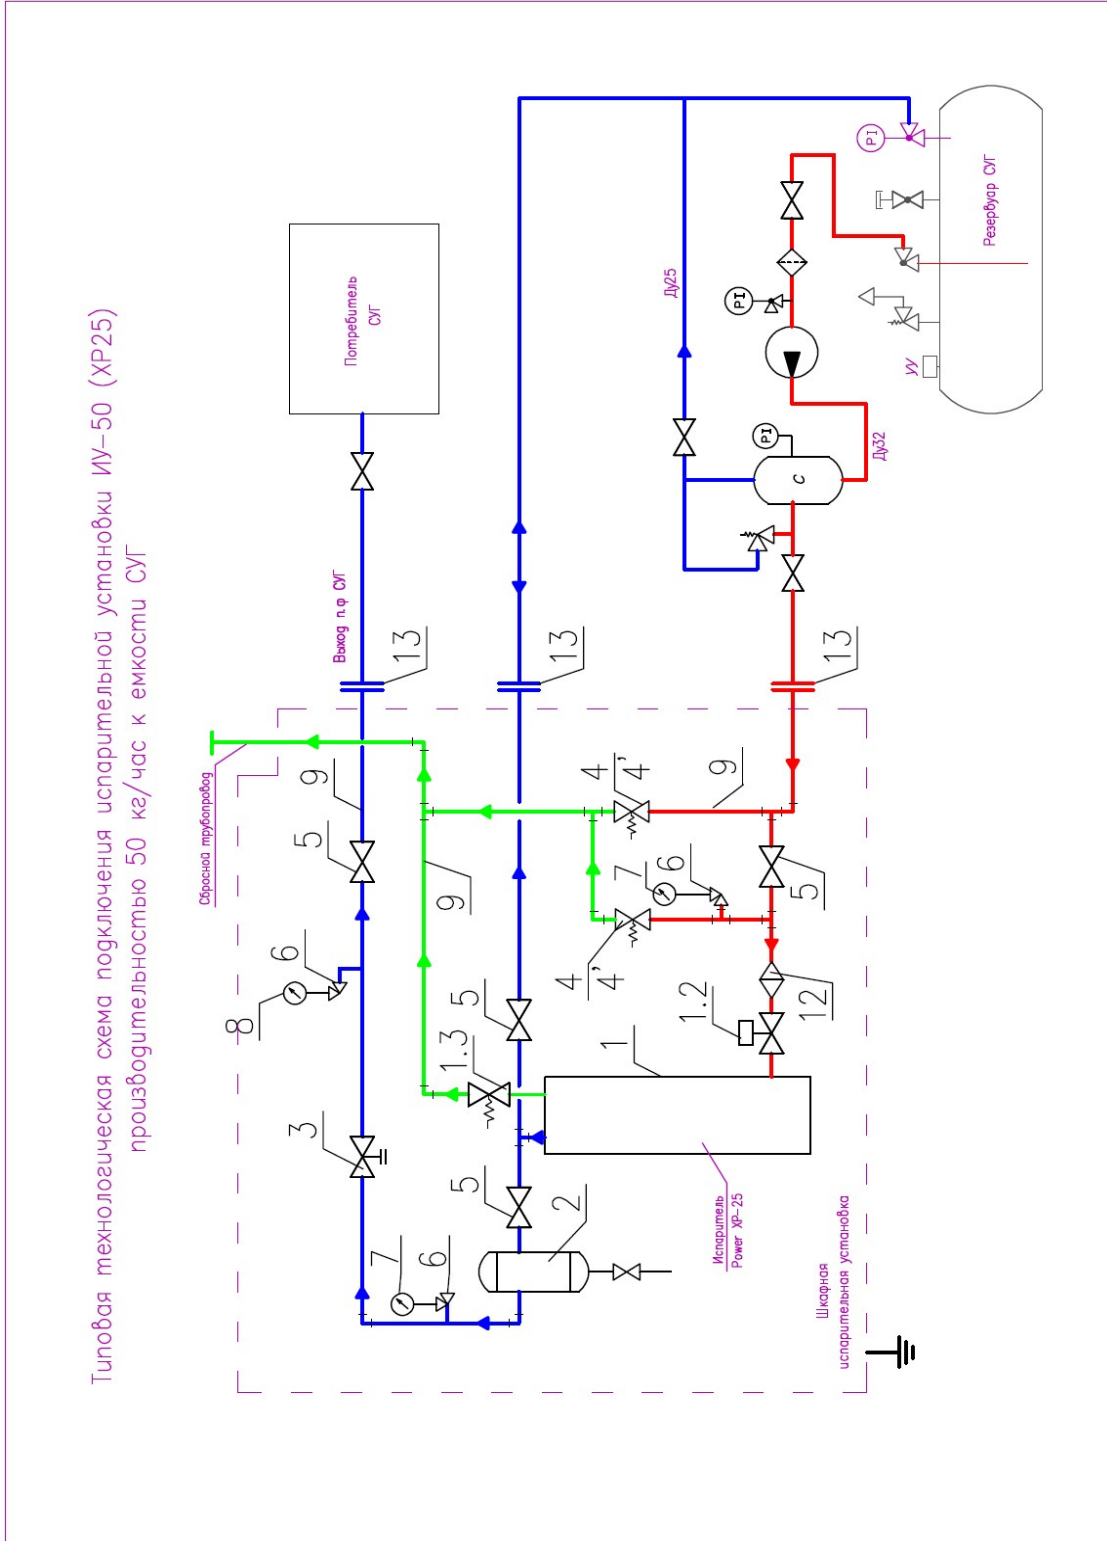 Типовая технологическая схема подключения испарительной установки ИУ-50 (ХР25)
производительностью 50 кг/час к емкости СУГ
Потребитель
СУГ
Выход п.ф СУГ
13
Сбросной трубопровод
9
5
6
8
3
7
6
13
9
5
1.3
5
2
Ду25
PI
Резервуар СУГ
PI
УУ
PI
Ду32
С
13
4
4'
9
7
6
5
4
4'
12
1.2
1
Испаритель
Power ХР-25
Шкафная
испарительная установка